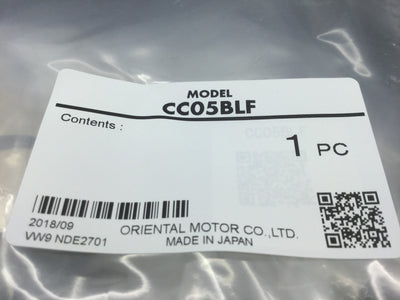 MODEL
CC05BLF
Contents :
1 PC
2018/09
VW9 NDE2701
ORIENTAL MOTOR CO.,LTD.
MADE IN JAPAN